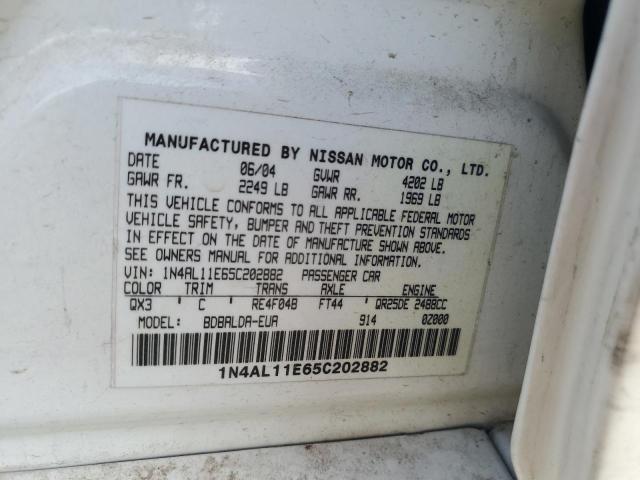 MANUFACTURED BY NISSAN MOTOR CO., LTD.
DATE 06/04 GVWR 4202 LB
GAWR FR. 2249 LB GAWR RR. 1969 LB
THIS VEHICLE CONFORMS TO ALL APPLICABLE FEDERAL MOTOR
VEHICLE SAFETY, BUMPER AND THEFT PREVENTION STANDARDS
IN EFFECT ON THE DATE OF MANUFACTURE SHOWN ABOVE.
SEE OWNERS MANUAL FOR ADDITIONAL INFORMATION.
VIN: 1N4AL11E65C202882 PASSENGER CAR
COLOR TRIM TRANS AXLE ENGINE
QX3 C RE4F04B FT44 QR25DE 2488CC
MODEL: BDBALDA-EUA 914 0Z000
1N4AL11E65C202882